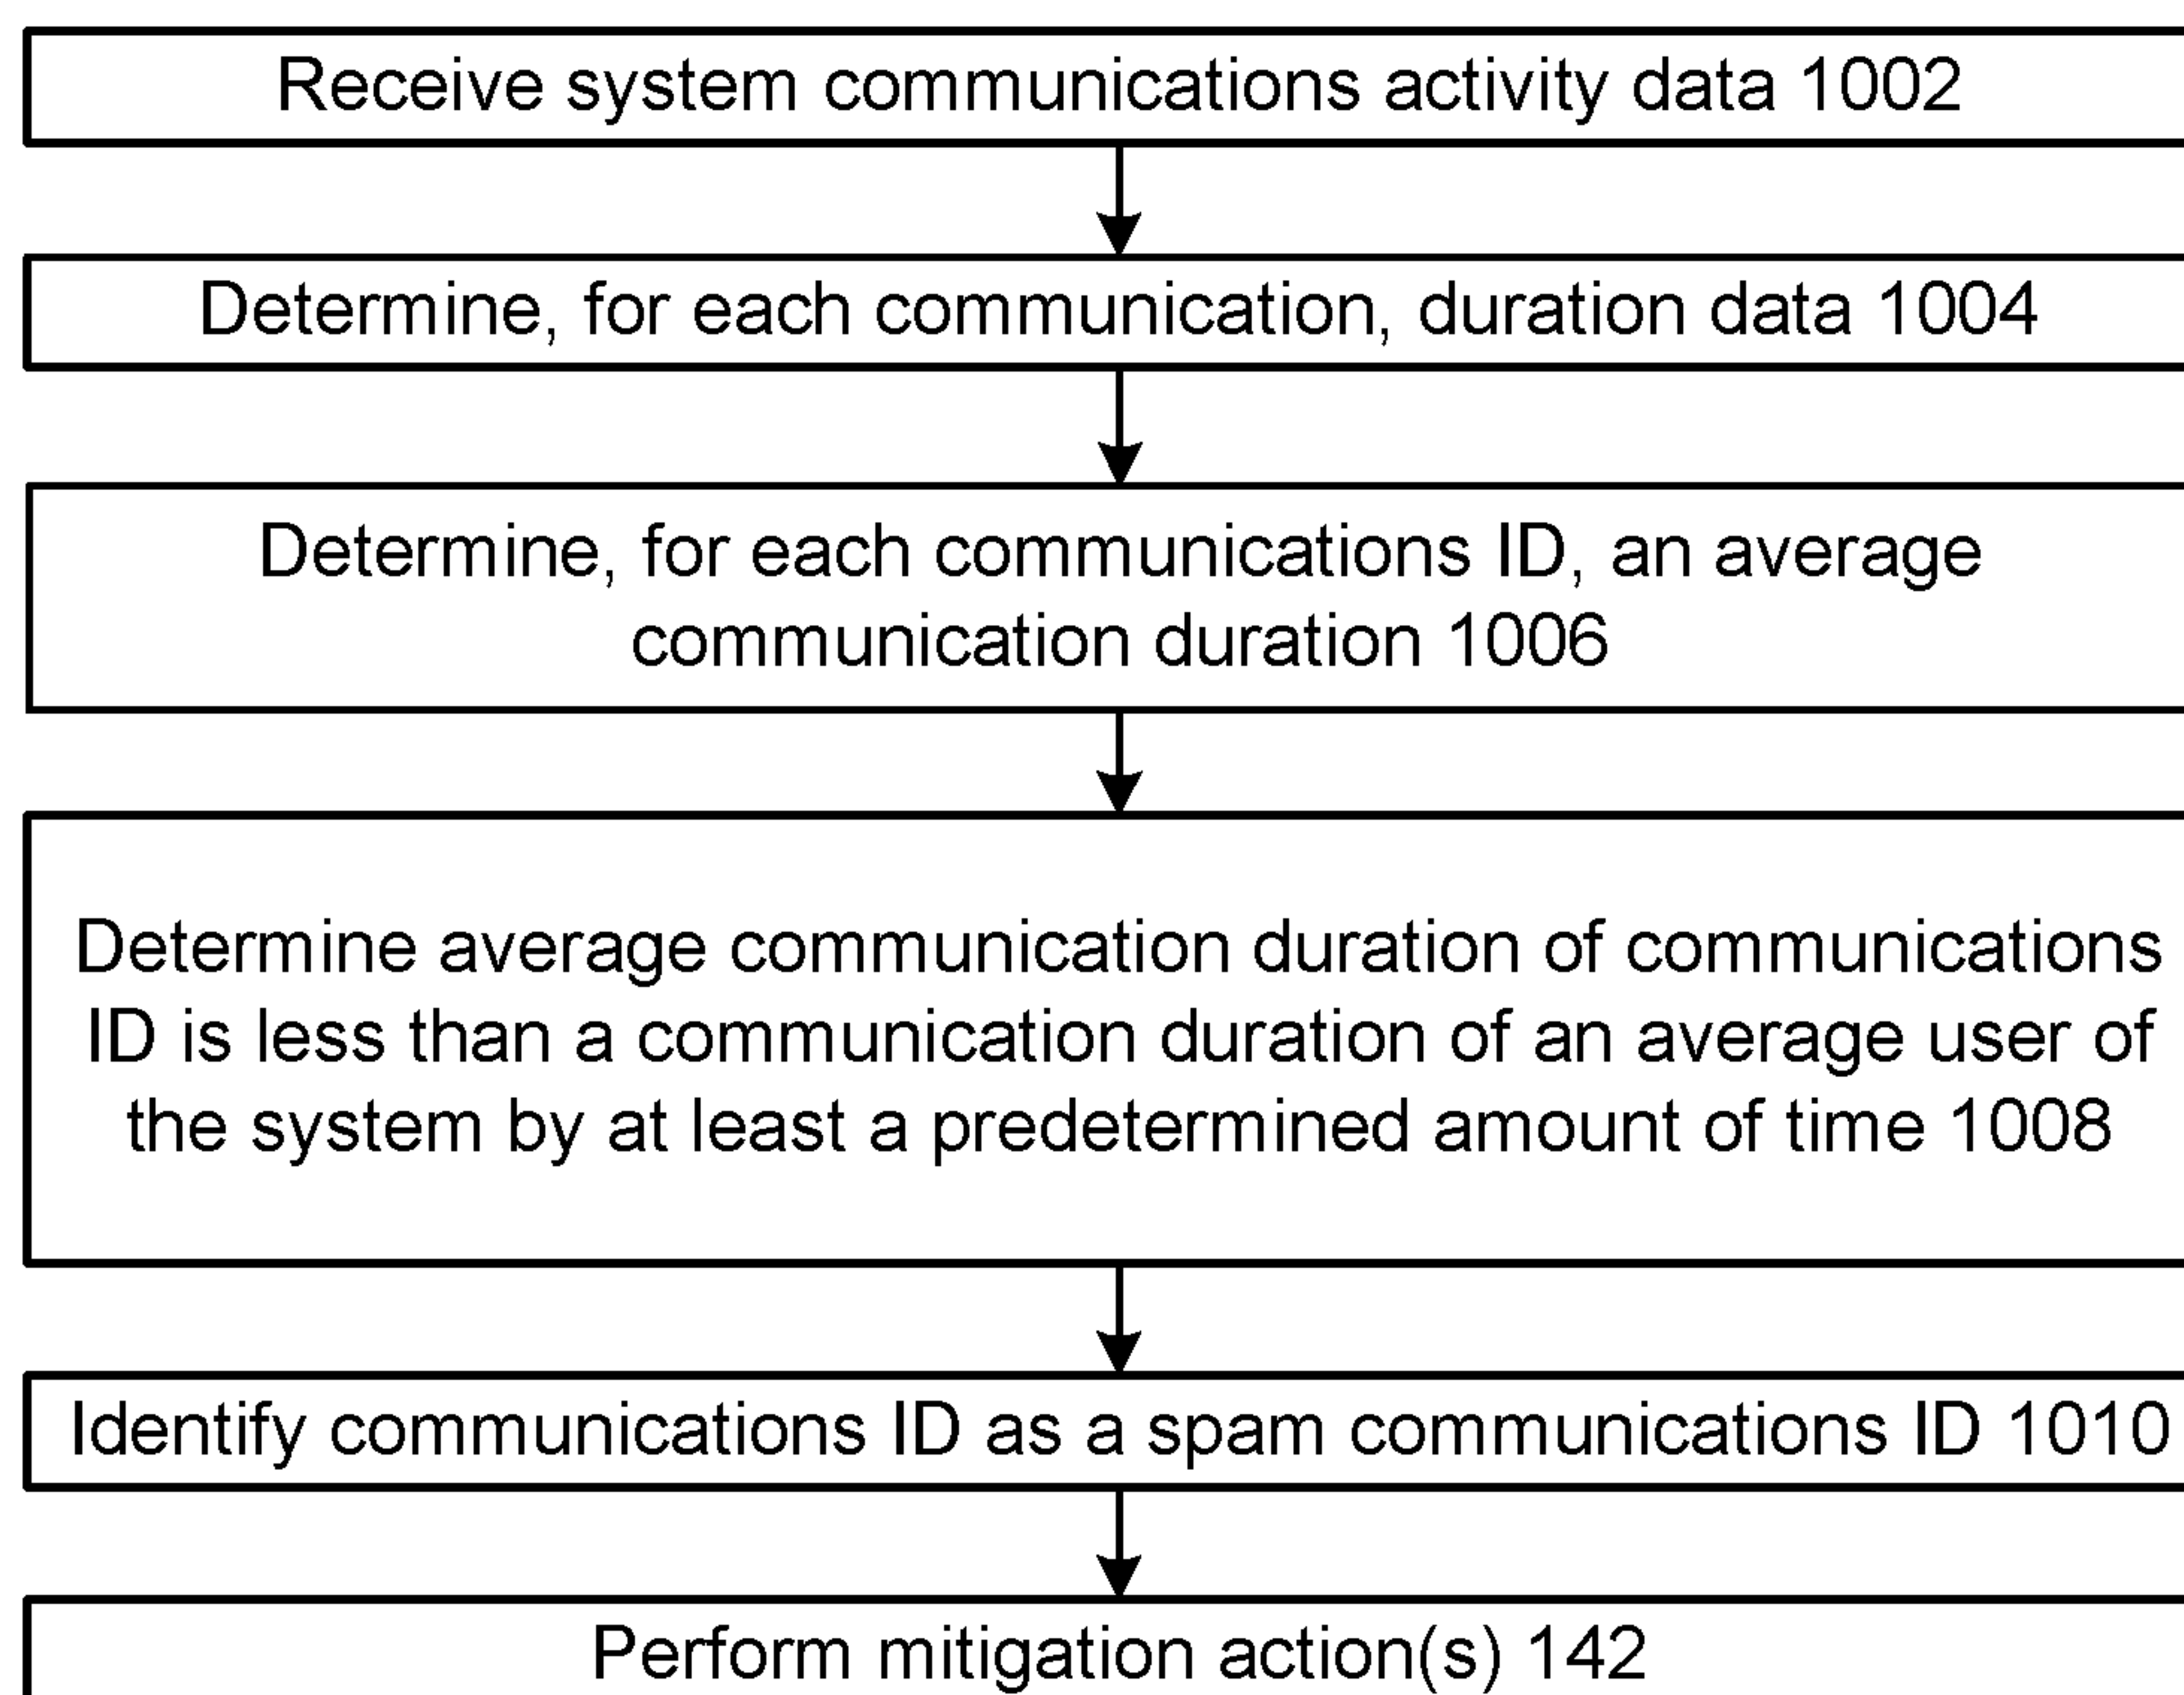 Receive system communications activity data 1002
Determine, for each communication, duration data 1004
Determine, for each communications ID, an average
communication duration 1006
Determine average communication duration of communications
ID is less than a communication duration of an average user of
the system by at least a predetermined amount of time 1008
Identify communications ID as a spam communications ID 1010
Perform mitigation action(s) 142